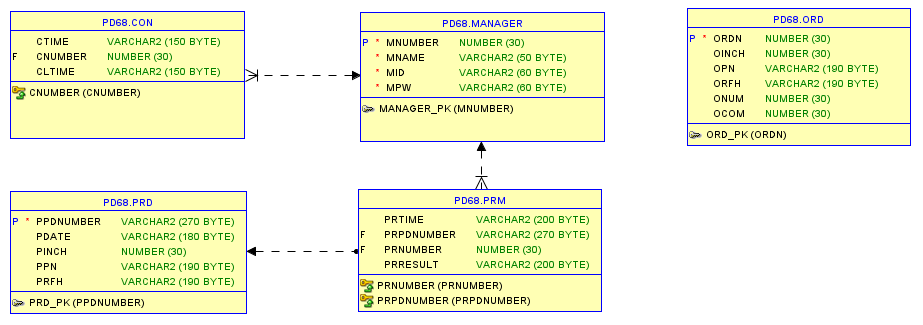 PD68.CON
CTIME VARCHAR2 (150 BYTE)
F CNUMBER NUMBER (30)
CLTIME VARCHAR2 (150 BYTE)
CNUMBER (CNUMBER)
PD68.MANAGER
P * MNUMBER NUMBER (30)
* MNAME VARCHAR2 (50 BYTE)
* MID VARCHAR2 (60 BYTE)
* MPW VARCHAR2 (60 BYTE)
MANAGER_PK (MNUMBER)
PD68.ORD
P * ORDN NUMBER (30)
OINCH NUMBER (30)
OPN VARCHAR2 (190 BYTE)
ORFH VARCHAR2 (190 BYTE)
ONUM NUMBER (30)
OCOM NUMBER (30)
ORD_PK (ORDN)
PD68.PRD
P * PPDNUMBER VARCHAR2 (270 BYTE)
PDATE VARCHAR2 (180 BYTE)
PINCH NUMBER (30)
PPN VARCHAR2 (190 BYTE)
PRFH VARCHAR2 (190 BYTE)
PRD_PK (PPDNUMBER)
PD68.PRM
PRTIME VARCHAR2 (200 BYTE)
F PRPDNUMBER VARCHAR2 (270 BYTE)
F PRNUMBER NUMBER (30)
PRRESULT VARCHAR2 (200 BYTE)
PRNUMBER (PRNUMBER)
PRPDNUMBER (PRPDNUMBER)